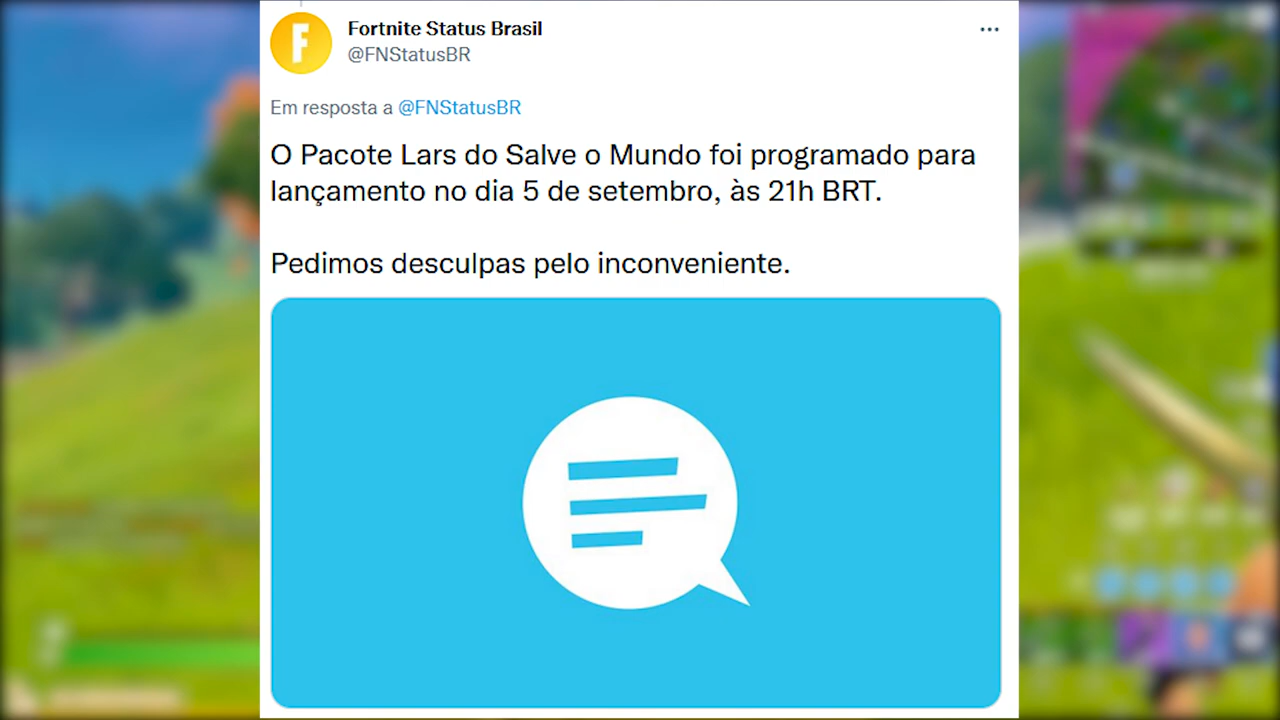 Fortnite Status Brasil
@FNStatusBR
Em resposta a @FNStatusBR
O Pacote Lars do Salve o Mundo foi programado para
lançamento no dia 5 de setembro, às 21h BRT.
Pedimos desculpas pelo inconveniente.